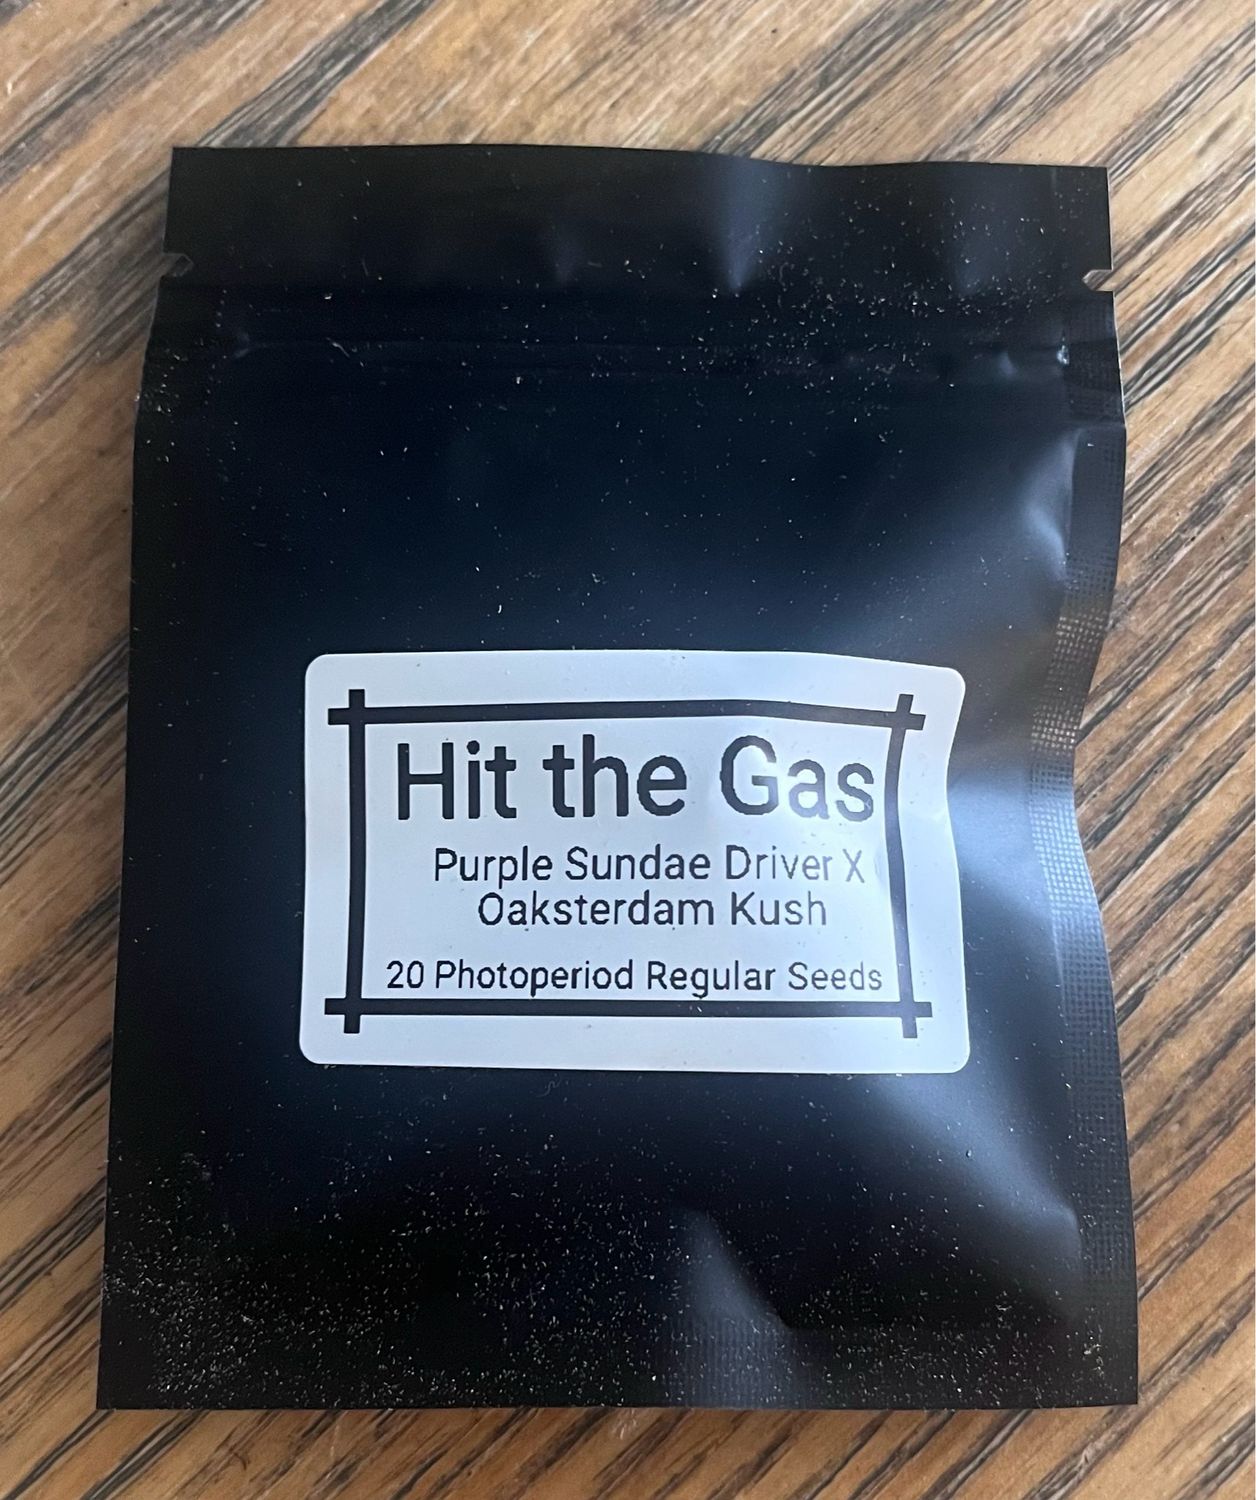 Hit the Gas
Purple Sundae Driver X
Oaksterdam Kush
20 Photoperiod Regular Seeds